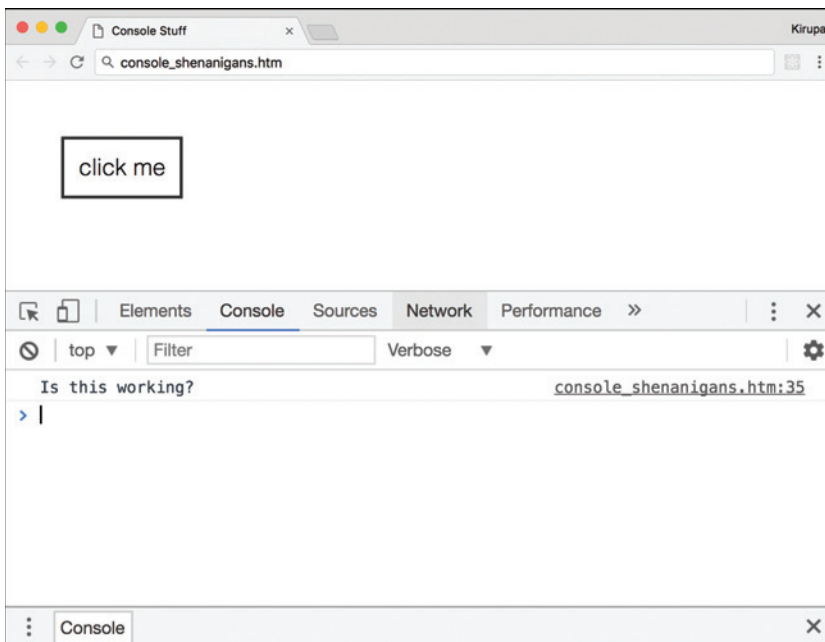 Console Stuff
Kirupa
console_shenanigans.htm
click me
Elements Console Sources Network Performance »
top Filter Verbose
Is this working? console_shenanigans.htm:35
>
Console